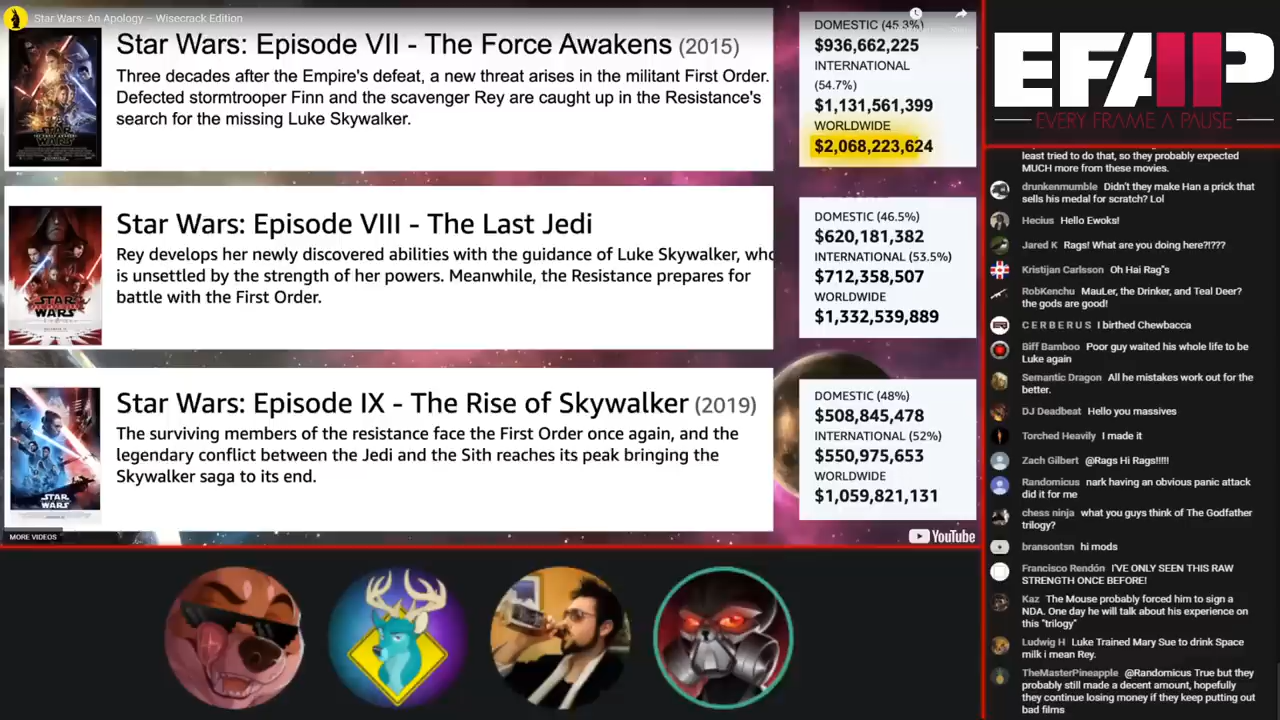 Star Wars: An Apology – Wisecrack Edition
Star Wars: Episode VII - The Force Awakens (2015)
Three decades after the Empire's defeat, a new threat arises in the militant First Order.
Defected stormtrooper Finn and the scavenger Rey are caught up in the Resistance's
search for the missing Luke Skywalker.
DOMESTIC (45.3%)
$936,662,225
INTERNATIONAL
(54.7%)
$1,131,561,399
WORLDWIDE
$2,068,223,624
Star Wars: Episode VIII - The Last Jedi
Rey develops her newly discovered abilities with the guidance of Luke Skywalker, who
is unsettled by the strength of her powers. Meanwhile, the Resistance prepares for
battle with the First Order.
STAR
WARS
DOMESTIC (46.5%)
$620,181,382
INTERNATIONAL (53.5%)
$712,358,507
WORLDWIDE
$1,332,539,889
Star Wars: Episode IX - The Rise of Skywalker (2019)
The surviving members of the resistance face the First Order once again, and the
legendary conflict between the Jedi and the Sith reaches its peak bringing the
Skywalker saga to its end.
STAR
WARS
DOMESTIC (48%)
$508,845,478
INTERNATIONAL (52%)
$550,975,653
WORLDWIDE
$1,059,821,131
MORE VIDEOS
YouTube
EFAP
EVERY FRAME A PAUSE
least tried to do that, so they probably expected
MUCH more from these movies.
drunkenmumble Didn't they make Han a prick that
sells his medal for scratch? Lol
Hecius Hello Ewoks!
Jared K Rags! What are you doing here?!???
Kristijan Carlsson Oh Hai Rag"s
RobKenchu MauLer, the Drinker, and Teal Deer?
the gods are good!
C E R B E R U S I birthed Chewbacca
Biff Bamboo Poor guy waited his whole life to be
Luke again
Semantic Dragon All he mistakes work out for the
better.
DJ Deadbeat Hello you massives
Torched Heavily I made it
Zach Gilbert @Rags Hi Rags!!!!!
Randomicus nark having an obvious panic attack
did it for me
chess ninja what you guys think of The Godfather
trilogy?
bransontsn hi mods
Francisco Rendón I'VE ONLY SEEN THIS RAW
STRENGTH ONCE BEFORE!
Kaz The Mouse probably forced him to sign a
NDA. One day he will talk about his experience on
this "trilogy"
Ludwig H Luke Trained Mary Sue to drink Space
milk i mean Rey.
TheMasterPineapple @Randomicus True but they
probably still made a decent amount, hopefully
they continue losing money if they keep putting out
bad films